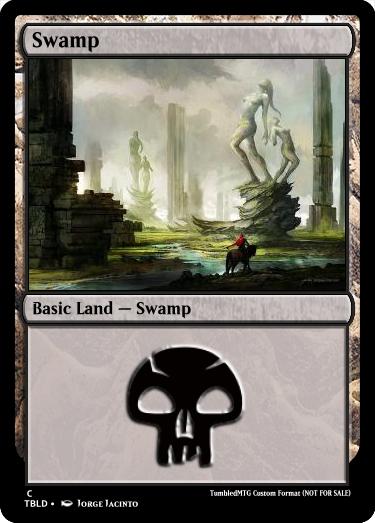 Swamp
Basic Land — Swamp
C
TBLD • Jorge Jacinto
TumbledMTG Custom Format (NOT FOR SALE)